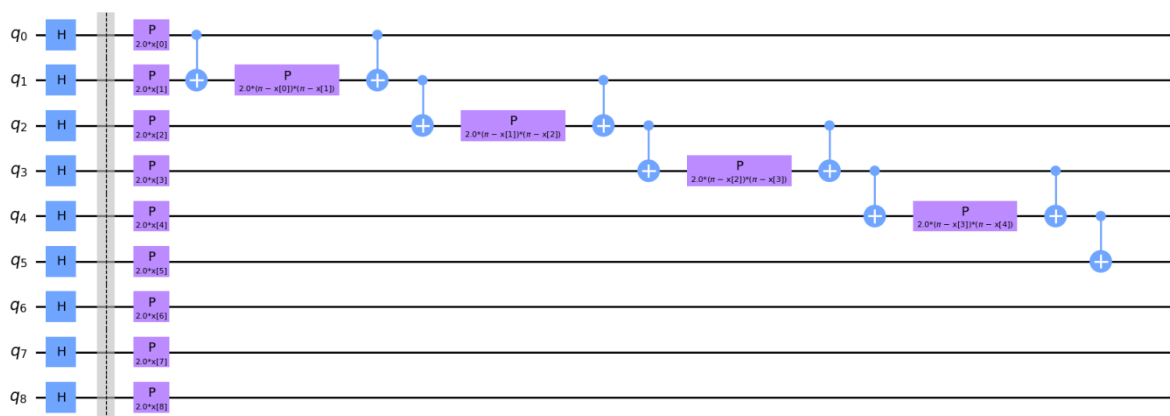 q0 H P 2.0*x[0]
q1 H P 2.0*x[1] P 2.0*(π − x[0])*(π − x[1])
q2 H P 2.0*x[2] P 2.0*(π − x[1])*(π − x[2])
q3 H P 2.0*x[3] P 2.0*(π − x[2])*(π − x[3])
q4 H P 2.0*x[4] P 2.0*(π − x[3])*(π − x[4])
q5 H P 2.0*x[5]
q6 H P 2.0*x[6]
q7 H P 2.0*x[7]
q8 H P 2.0*x[8]